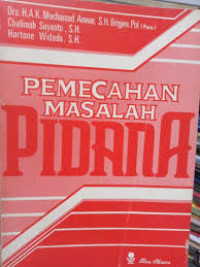 Drs. H.A.K. Mochamad Anwar, S.H. Brigjen. Pol (Purn.)
Chalimah Suyanto, S.H.
Hartono Widodo, S.H.
PEMECAHAN
MASALAH
PIDANA